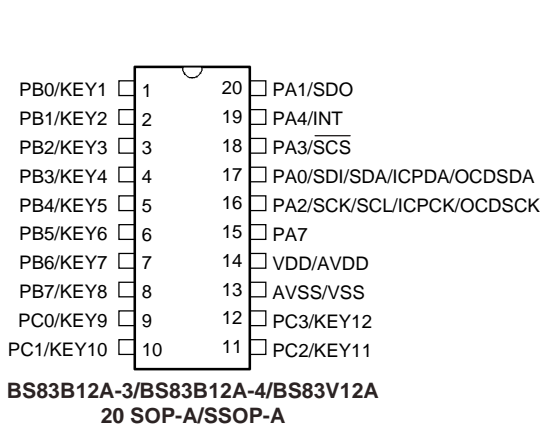 PB0/KEY1 1 20 PA1/SDO
PB1/KEY2 2 19 PA4/INT
PB2/KEY3 3 18 PA3/SCS
PB3/KEY4 4 17 PA0/SDI/SDA/ICPDA/OCDSDA
PB4/KEY5 5 16 PA2/SCK/SCL/ICPCK/OCDSCK
PB5/KEY6 6 15 PA7
PB6/KEY7 7 14 VDD/AVDD
PB7/KEY8 8 13 AVSS/VSS
PC0/KEY9 9 12 PC3/KEY12
PC1/KEY10 10 11 PC2/KEY11
BS83B12A-3/BS83B12A-4/BS83V12A
20 SOP-A/SSOP-A